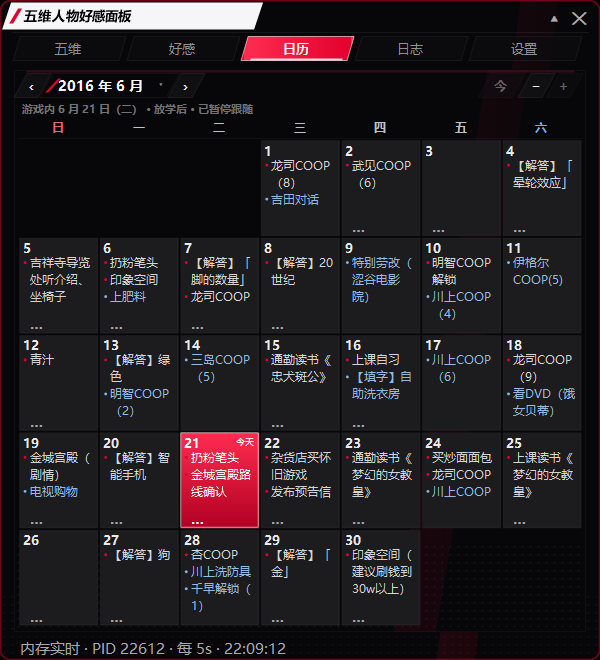 五维人物好感面板
五维
好感
日历
日志
设置
‹ 2016 年 6 月 ˙ › 今 − +
游戏内 6 月 21 日（二） • 放学后 • 已暂停跟随
日 一 二 三 四 五 六
1
• 龙司COOP
（8）
• 吉田对话
2
• 武见COOP
（6）
...
3
...
4
• 【解答】「
晕轮效应」
...
5
• 吉祥寺导览
处听介绍、
坐椅子
...
6
• 扔粉笔头
• 印象空间
• 上肥料
...
7
• 【解答】「
脚的数量」
• 龙司COOP
...
8
• 【解答】20
世纪
...
9
• 特别劳改（
涩谷电影
院）
10
• 明智COOP
解锁
• 川上COOP
（4）
11
• 伊格尔
COOP(5)
12
• 青汁
...
13
• 【解答】绿
色
• 明智COOP
（2）
14
• 三岛COOP
（5）
15
• 通勤读书《
忠犬斑公》
...
16
• 上课自习
• 【填字】自
助洗衣房
...
17
• 川上COOP
（6）
18
• 龙司COOP
（9）
• 看DVD（饿
女贝蒂）
19
• 金城宫殿（
剧情）
• 电视购物
...
20
• 【解答】智
能手机
...
21 今天
• 扔粉笔头
• 金城宫殿路
线确认
...
22
• 杂货店买怀
旧游戏
• 发布预告信
...
23
• 通勤读书《
梦幻的女教
皇》
...
24
• 买炒面面包
• 龙司COOP
• 川上COOP
...
25
• 上课读书《
梦幻的女教
皇》
...
26
...
27
• 【解答】狗
...
28
• 杏COOP
• 川上洗防具
• 千早解锁（
1）
29
• 【解答】「
金」
...
30
• 印象空间（
建议刷钱到
30w以上）
...
内存实时 · PID 22612 · 每 5s · 22:09:12